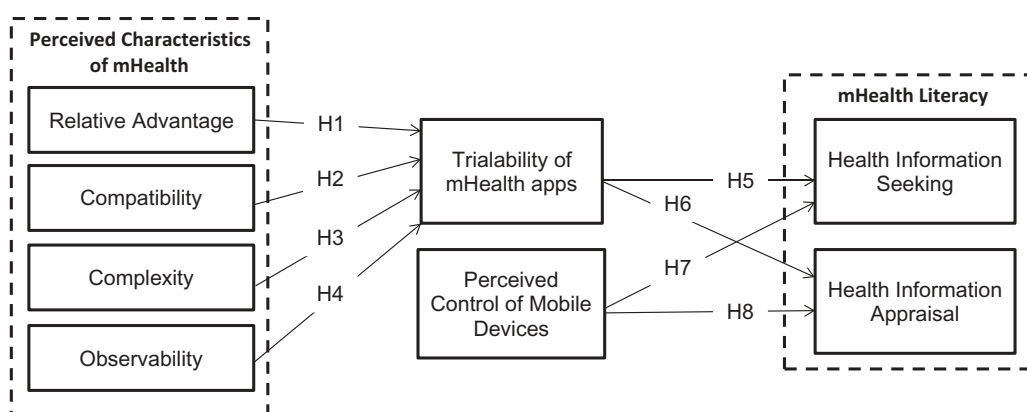 Perceived Characteristics
of mHealth
Relative Advantage
Compatibility
Complexity
Observability
H1
H2
H3
H4
Trialability of
mHealth apps
Perceived
Control of Mobile
Devices
H5
H6
H7
H8
mHealth Literacy
Health Information
Seeking
Health Information
Appraisal